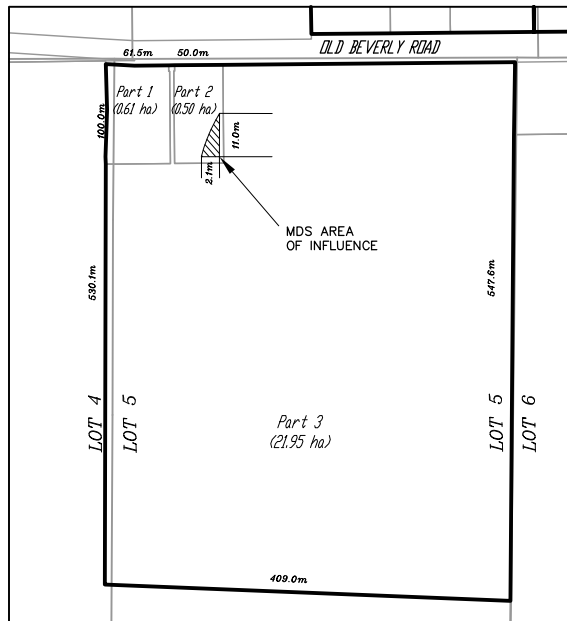 OLD BEVERLY ROAD
61.5m
50.0m
Part 1
(0.61 ha)
Part 2
(0.50 ha)
100.0m
11.0m
2.1m
MDS AREA
OF INFLUENCE
530.1m
547.6m
LOT 4
LOT 5
Part 3
(21.95 ha)
LOT 5
LOT 6
409.0m